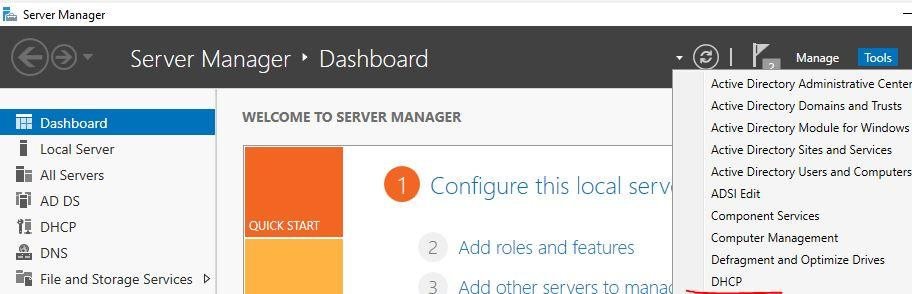 Server Manager
Server Manager ‣ Dashboard
2
Manage
Tools
Dashboard
Local Server
All Servers
AD DS
DHCP
DNS
File and Storage Services
WELCOME TO SERVER MANAGER
QUICK START
1 Configure this local serve
2 Add roles and features
3 Add other servers to manag
Active Directory Administrative Center
Active Directory Domains and Trusts
Active Directory Module for Windows
Active Directory Sites and Services
Active Directory Users and Computers
ADSI Edit
Component Services
Computer Management
Defragment and Optimize Drives
DHCP